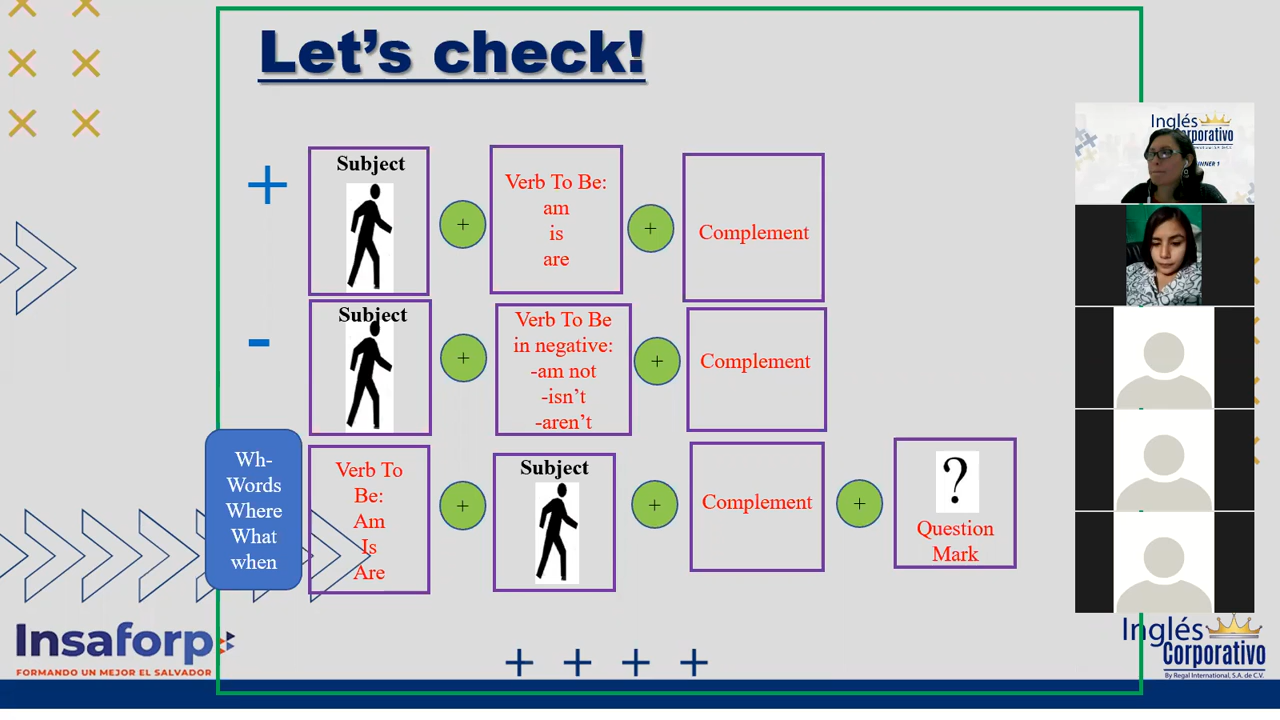 Let's check!
+
Subject
+
Verb To Be:
am
is
are
+
Complement
-
Subject
+
Verb To Be
in negative:
-am not
-isn't
-aren't
+
Complement
Wh-
Words
Where
What
when
Verb To
Be:
Am
Is
Are
+
Subject
+
Complement
+
?
Question
Mark
Inglés
Corporativo
Insaforp
FORMANDO UN MEJOR EL SALVADOR
Inglés
Corporativo
By Regal International, S.A. de C.V.